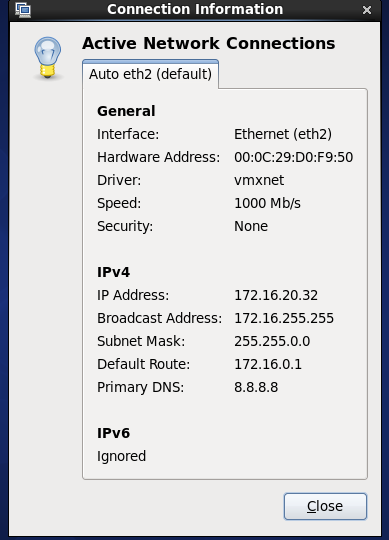 Connection Information
Active Network Connections
Auto eth2 (default)
General
Interface: Ethernet (eth2)
Hardware Address: 00:0C:29:D0:F9:50
Driver: vmxnet
Speed: 1000 Mb/s
Security: None
IPv4
IP Address: 172.16.20.32
Broadcast Address: 172.16.255.255
Subnet Mask: 255.255.0.0
Default Route: 172.16.0.1
Primary DNS: 8.8.8.8
IPv6
Ignored
Close